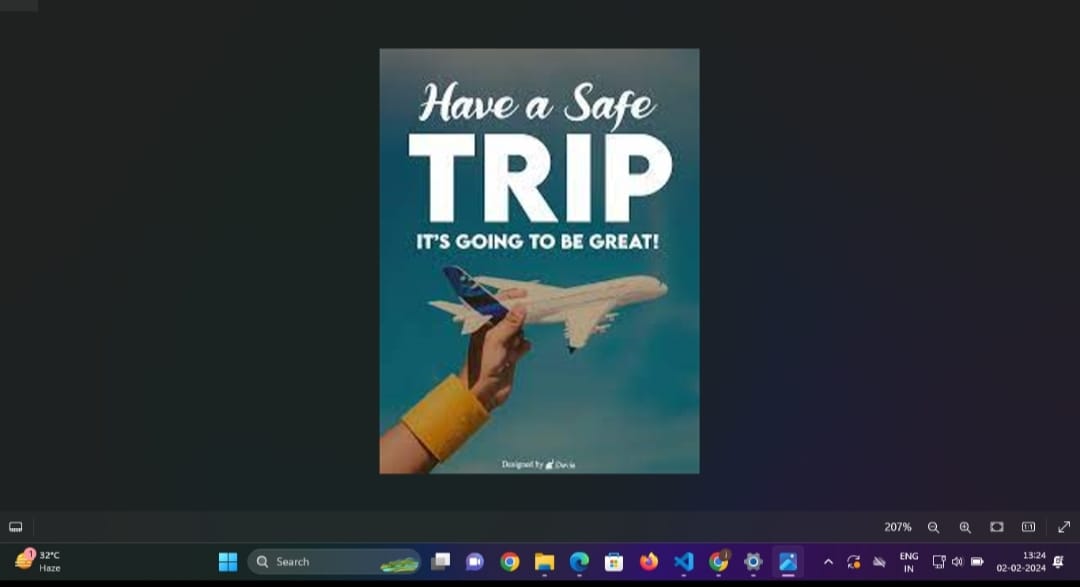 Have a Safe
TRIP
IT'S GOING TO BE GREAT!
Designed by
207%
1
32°C
Haze
Search
ENG
IN
13:24
02-02-2024